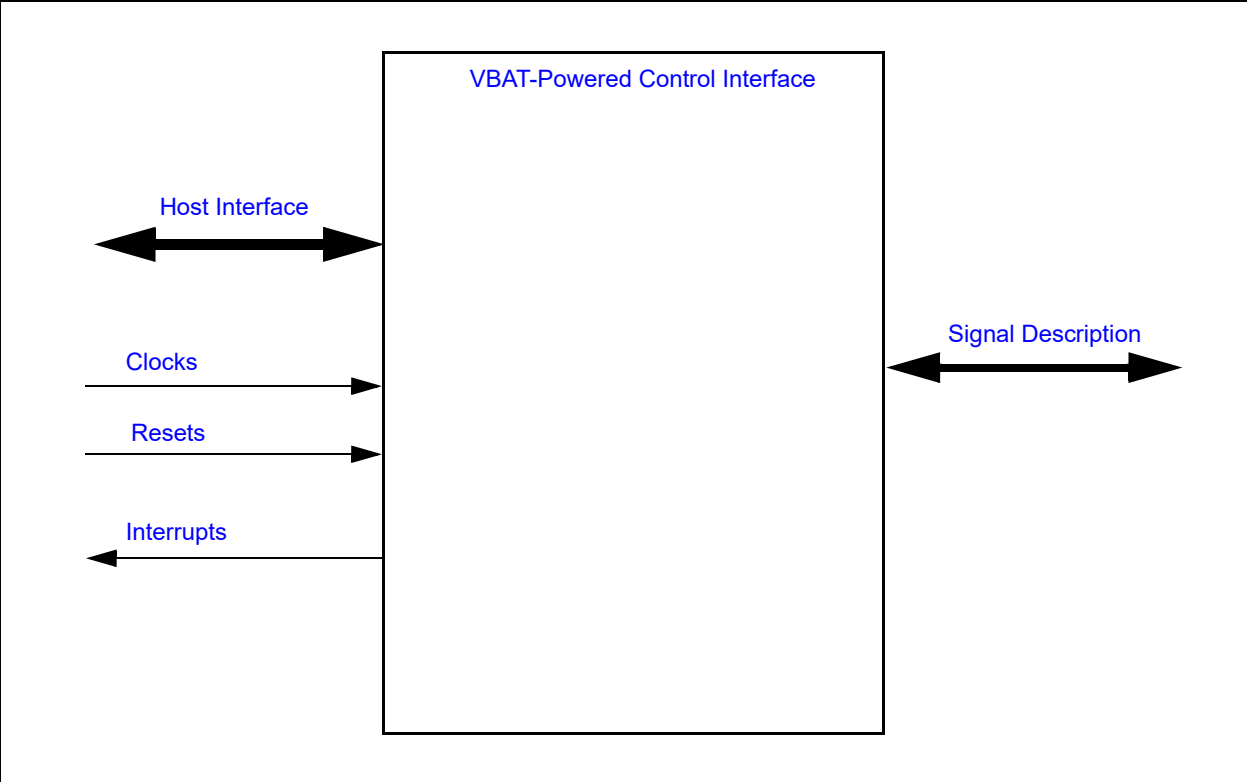 VBAT-Powered Control Interface
Host Interface
Signal Description
Clocks
Resets
Interrupts